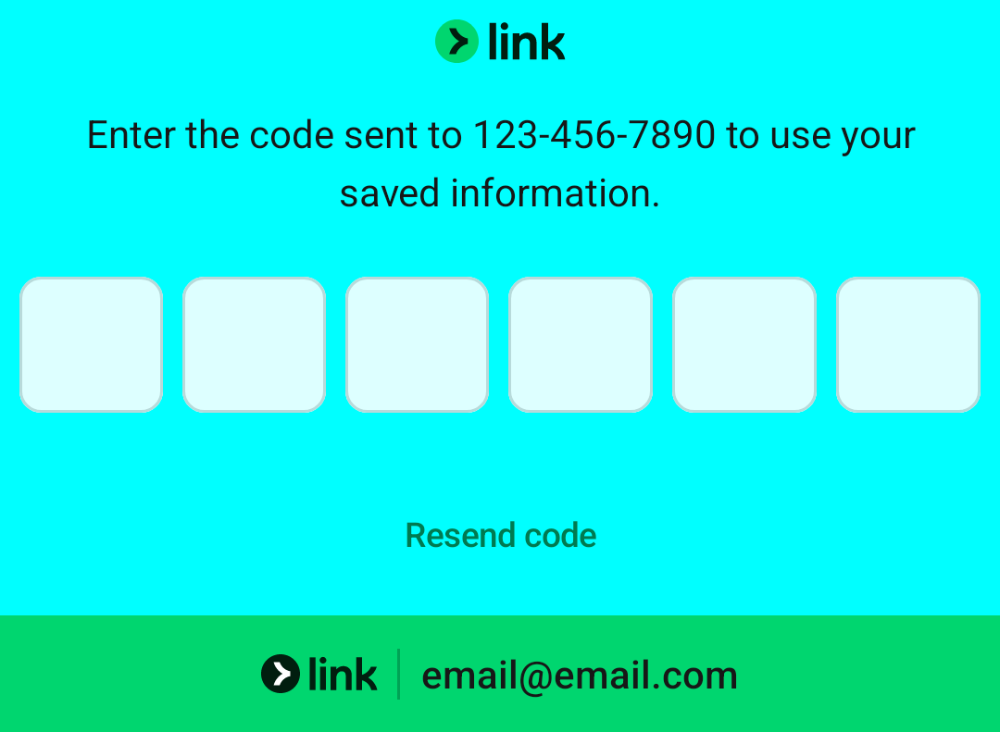 link
Enter the code sent to 123-456-7890 to use your
saved information.
Resend code
link | email@email.com